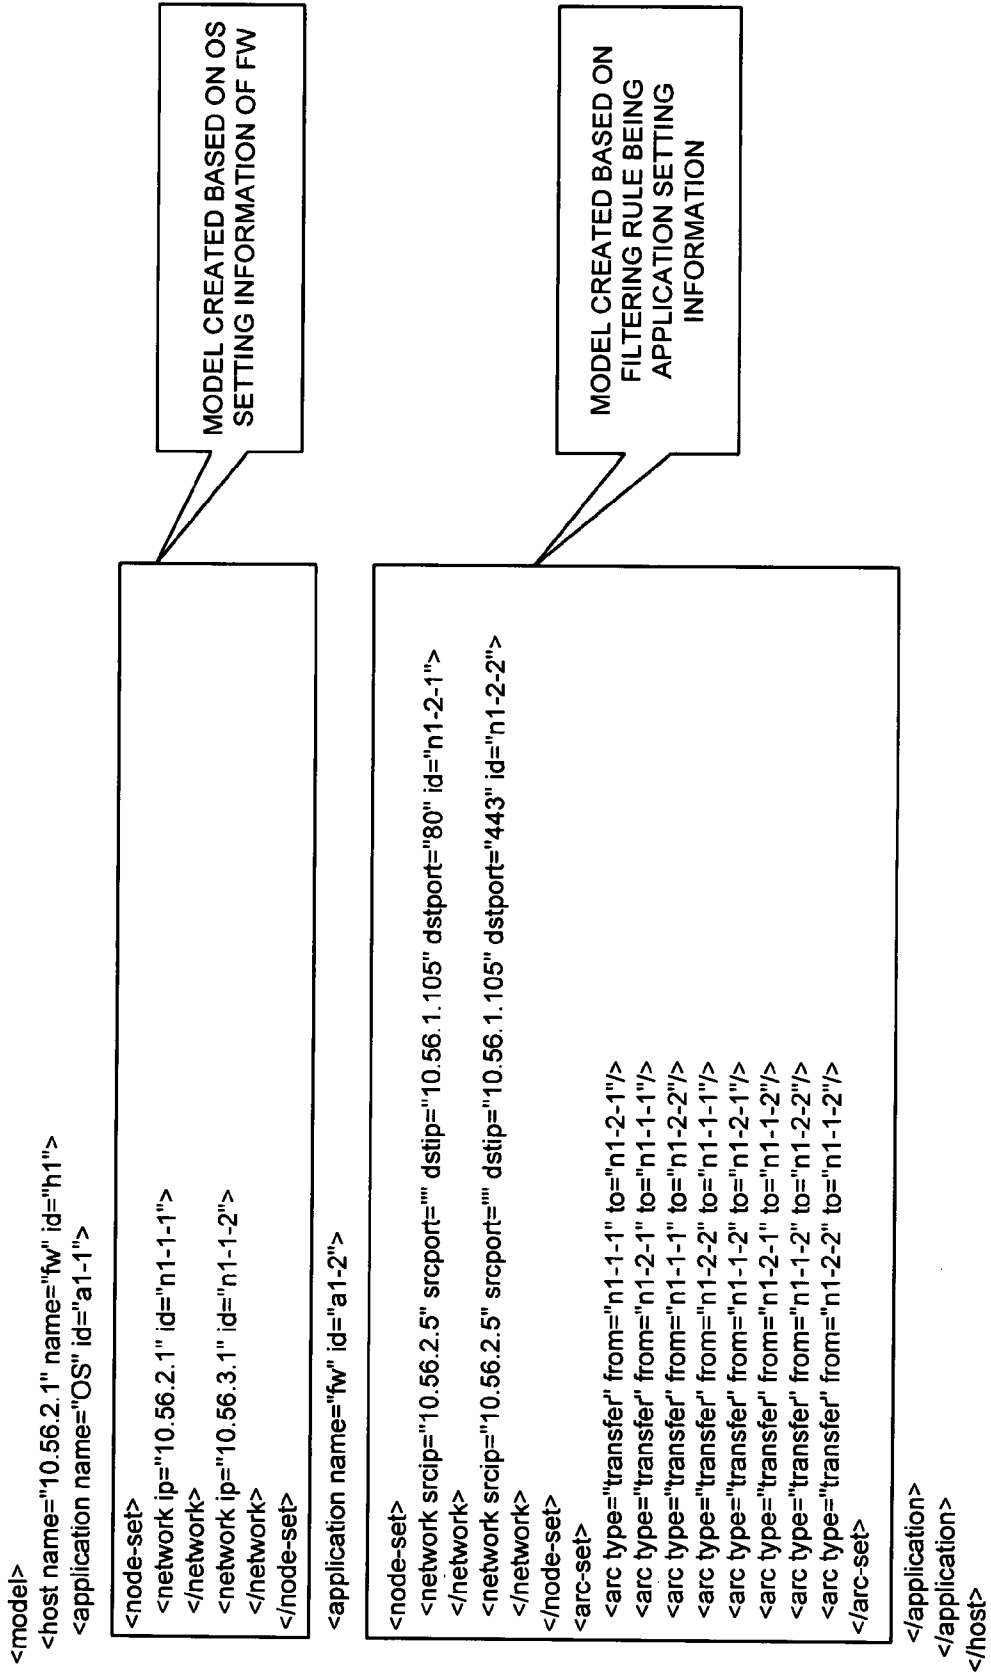 <model>
<host name="10.56.2.1" name="fw" id="h1">
<application name="OS" id="a1-1">
<node-set>
<network ip="10.56.2.1" id="n1-1-1">
</network>
<network ip="10.56.3.1" id="n1-1-2">
</network>
</node-set>
MODEL CREATED BASED ON OS
SETTING INFORMATION OF FW
<application name="fw" id="a1-2">
<node-set>
<network srcip="10.56.2.5" srcport="" dstip="10.56.1.105" dstport="80" id="n1-2-1">
</network>
<network srcip="10.56.2.5" srcport="" dstip="10.56.1.105" dstport="443" id="n1-2-2">
</network>
</node-set>
<arc-set>
<arc type="transfer" from="n1-1-1" to="n1-2-1"/>
<arc type="transfer" from="n1-2-1" to="n1-1-1"/>
<arc type="transfer" from="n1-1-1" to="n1-2-2"/>
<arc type="transfer" from="n1-2-2" to="n1-1-1"/>
<arc type="transfer" from="n1-1-2" to="n1-2-1"/>
<arc type="transfer" from="n1-2-1" to="n1-1-2"/>
<arc type="transfer" from="n1-1-2" to="n1-2-2"/>
<arc type="transfer" from="n1-2-2" to="n1-1-2"/>
</arc-set>
MODEL CREATED BASED ON
FILTERING RULE BEING
APPLICATION SETTING
INFORMATION
</application>
</application>
</host>